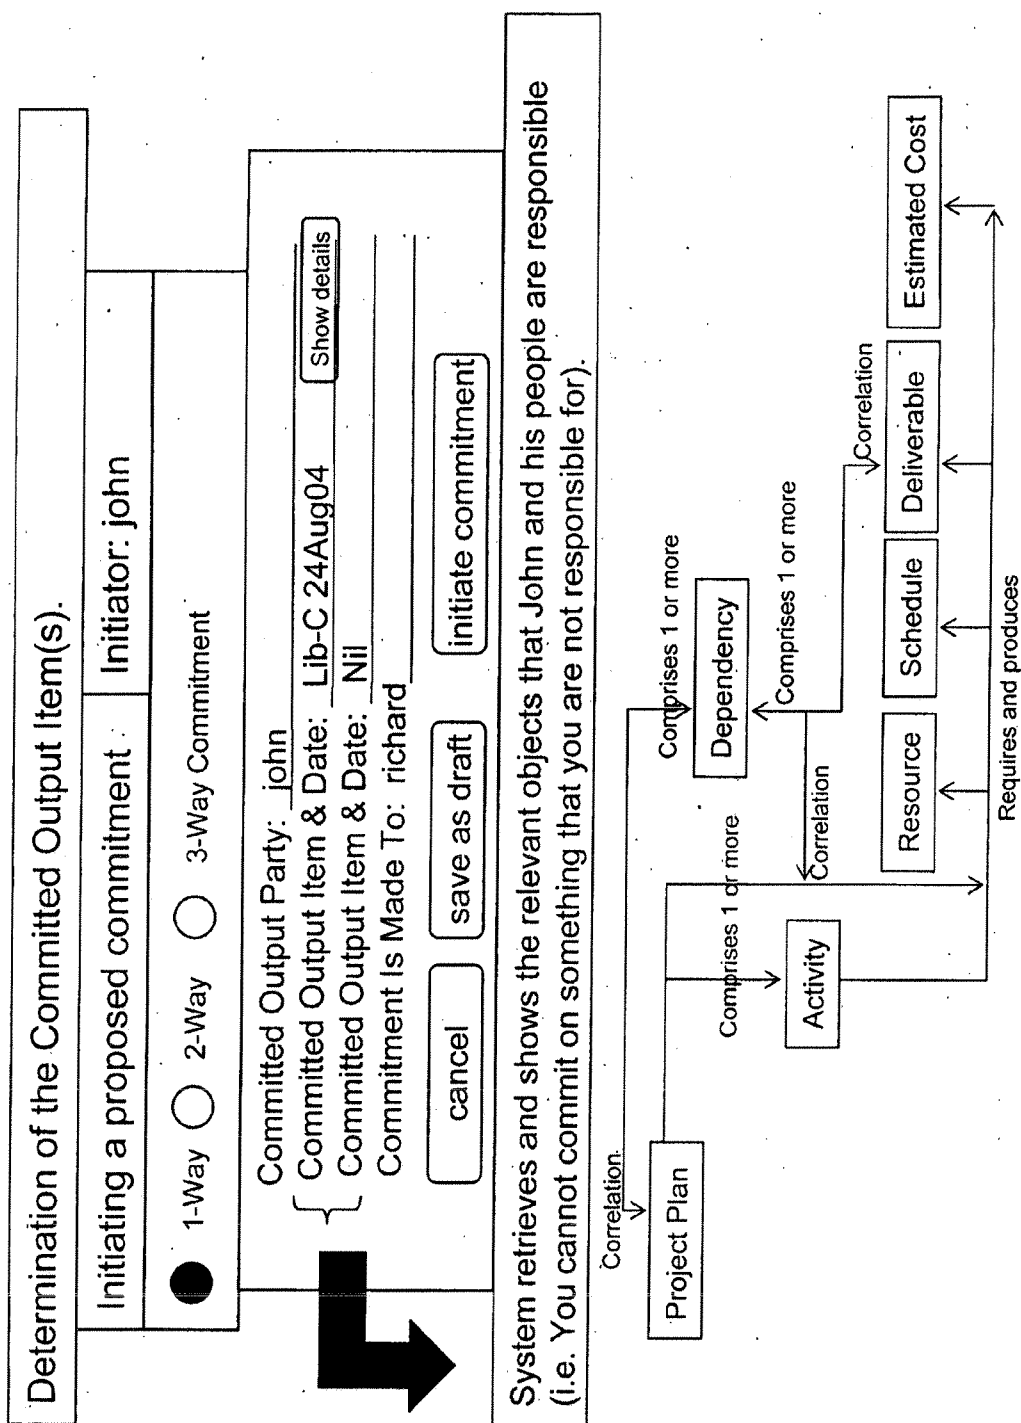 Determination of the Committed Output Item(s).
Initiating a proposed commitment
Initiator: john
1-Way
2-Way
3-Way Commitment
Committed Output Party: john
Committed Output Item & Date: Lib-C 24Aug04
Show details
Committed Output Item & Date: Nil
Commitment Is Made To: richard
cancel
save as draft
initiate commitment
System retrieves and shows the relevant objects that John and his people are responsible
(i.e. You cannot commit on something that you are not responsible for).
Correlation
Comprises 1 or more
Project Plan
Dependency
Comprises 1 or more
Comprises 1 or more
Correlation
Correlation
Activity
Resource
Schedule
Deliverable
Estimated Cost
Requires and produces